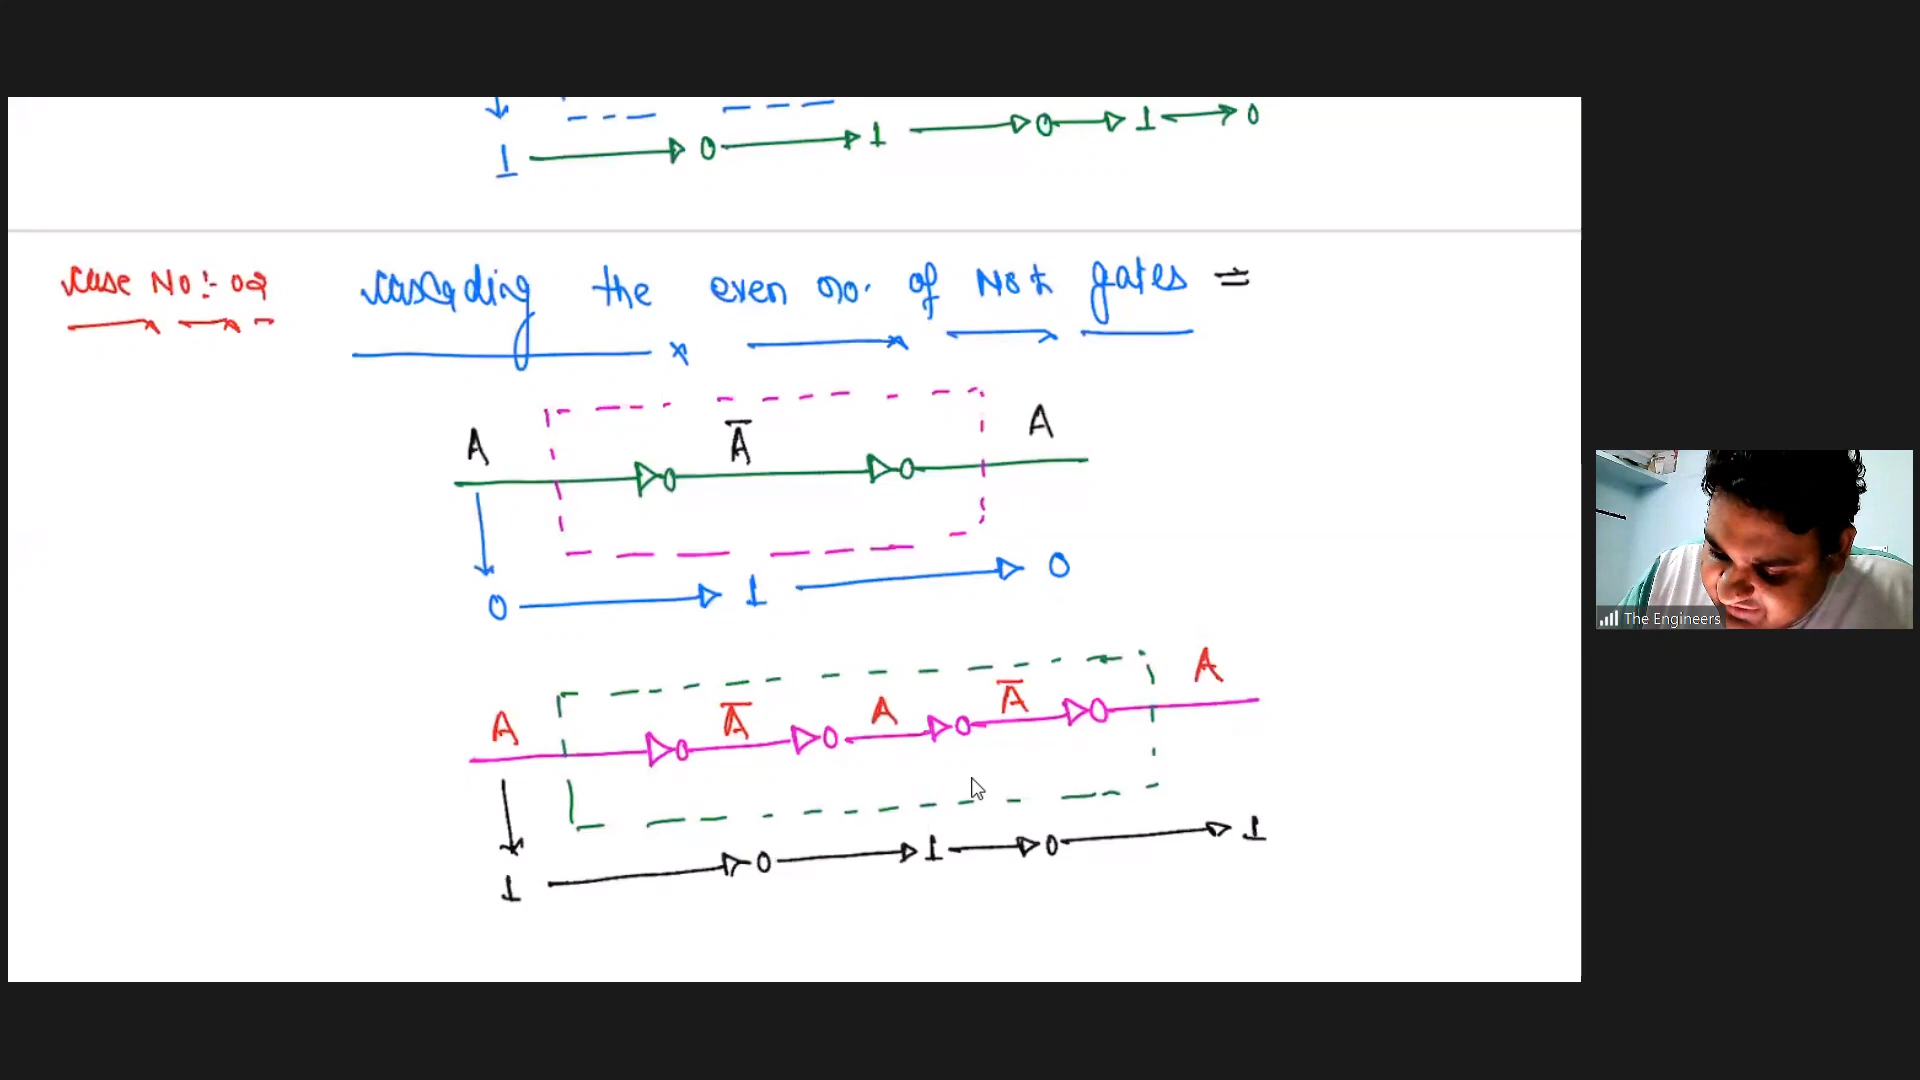 1 0 1 0 1 0
Case No:- 02 cascading the even no. of Not gates =
A A̅ A
0 1 0
A A̅ A A̅ A
1 0 1 0 1
The Engineers